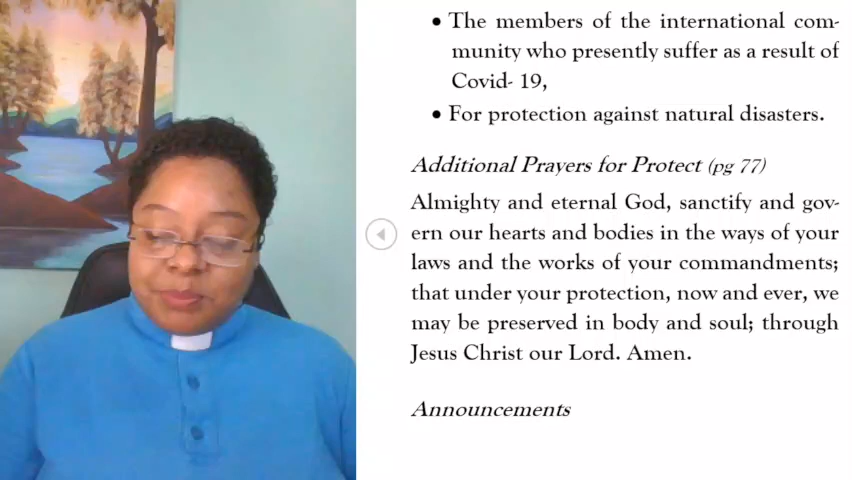 • The members of the international com-
munity who presently suffer as a result of
Covid- 19,
• For protection against natural disasters.
Additional Prayers for Protect (pg 77)
Almighty and eternal God, sanctify and gov-
ern our hearts and bodies in the ways of your
laws and the works of your commandments;
that under your protection, now and ever, we
may be preserved in body and soul; through
Jesus Christ our Lord. Amen.
Announcements